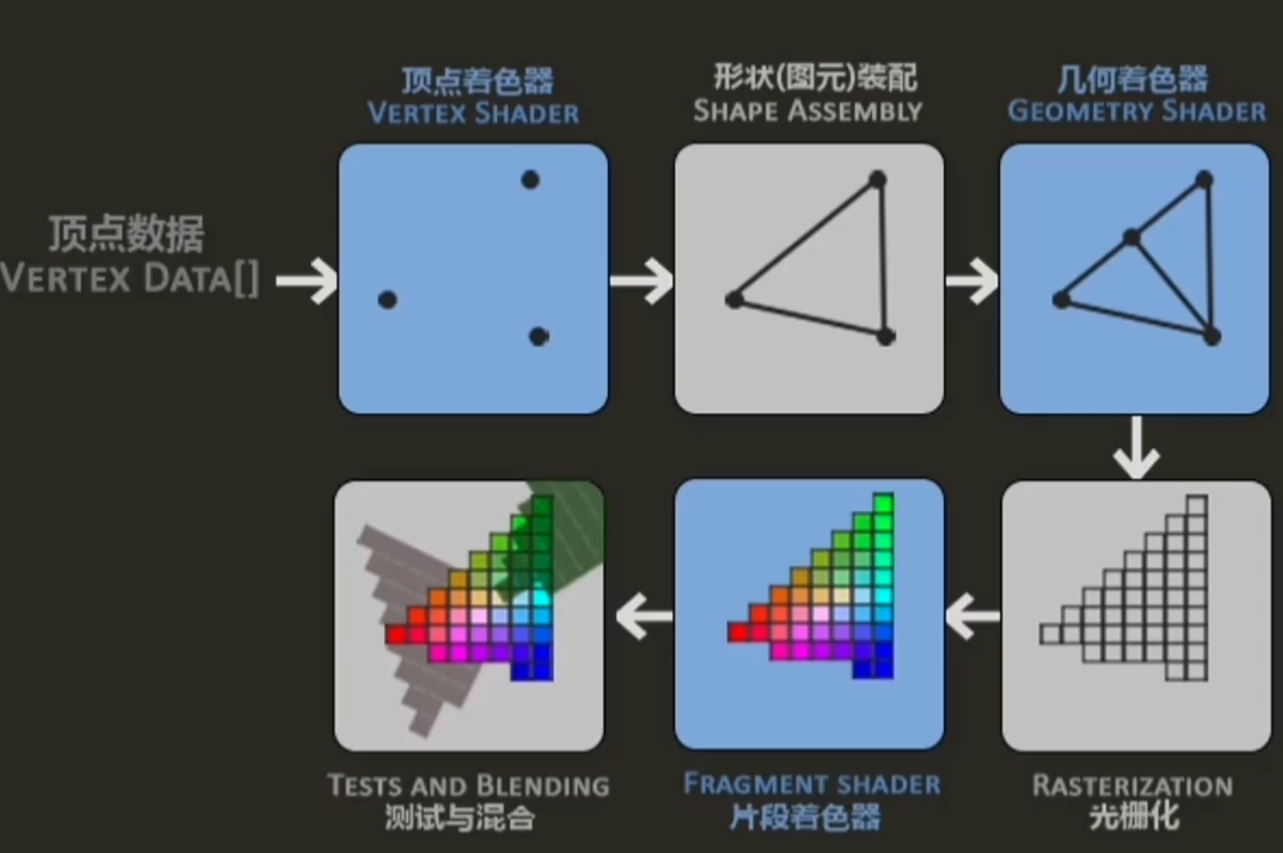 顶点着色器
VERTEX SHADER
形状(图元)装配
SHAPE ASSEMBLY
几何着色器
GEOMETRY SHADER
顶点数据
VERTEX DATA[]
TESTS AND BLENDING
测试与混合
FRAGMENT SHADER
片段着色器
RASTERIZATION
光栅化